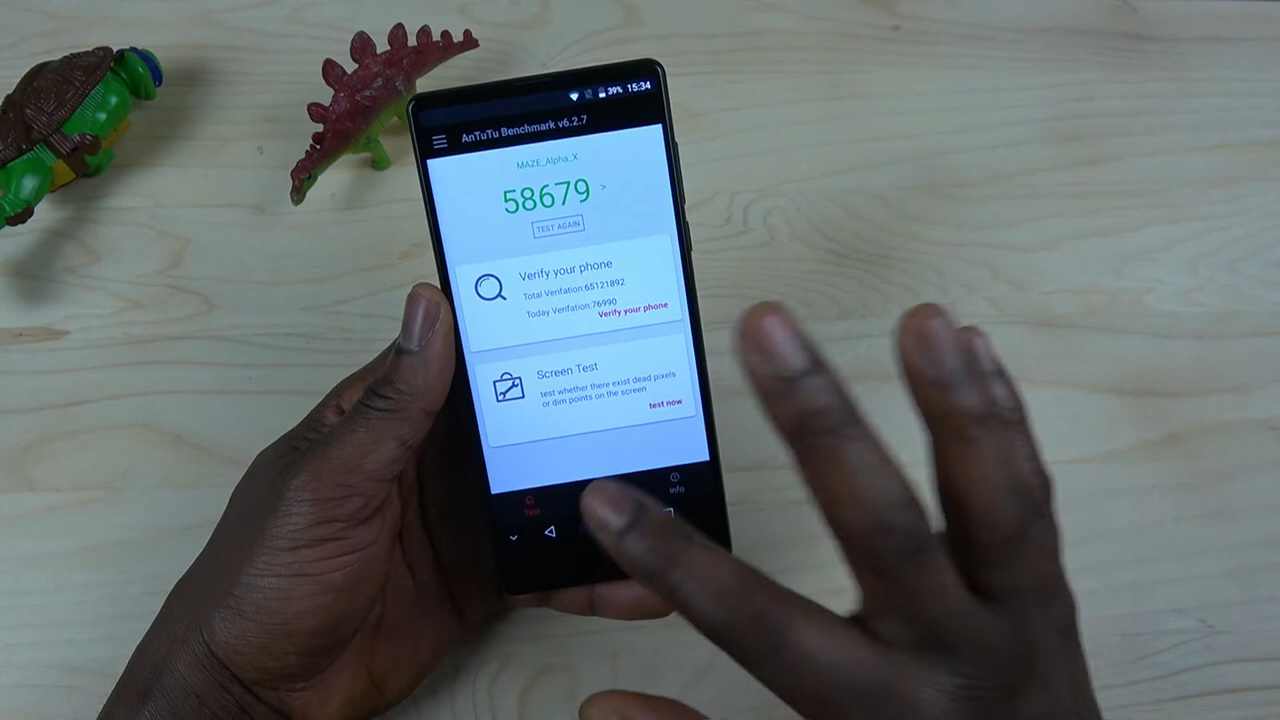 39% 15:34
AnTuTu Benchmark v6.2.7
MAZE_Alpha_X
58679 >
TEST AGAIN
Verify your phone
Total Verifation:65121892
Today Verifation:76990
Verify your phone
Screen Test
test whether there exist dead pixels
or dim points on the screen
test now
Test
Info